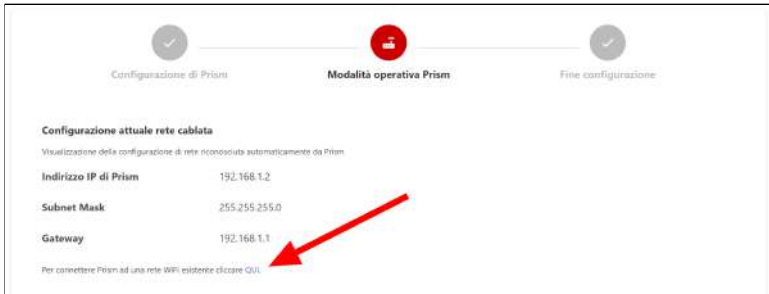 Configurazione di Prism
Modalità operativa Prism
Fine configurazione
Configurazione attuale rete cablata
Visualizzazione della configurazione di rete riconosciuta automaticamente da Prism
Indirizzo IP di Prism 192.168.1.2
Subnet Mask 255.255.255.0
Gateway 192.168.1.1
Per connettere Prism ad una rete WiFi esistente cliccare QUI.